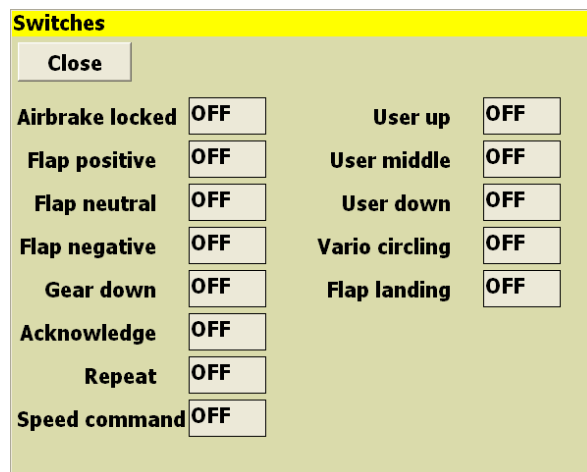 Switches
Close
Airbrake locked OFF User up OFF
Flap positive OFF User middle OFF
Flap neutral OFF User down OFF
Flap negative OFF Vario circling OFF
Gear down OFF Flap landing OFF
Acknowledge OFF
Repeat OFF
Speed command OFF